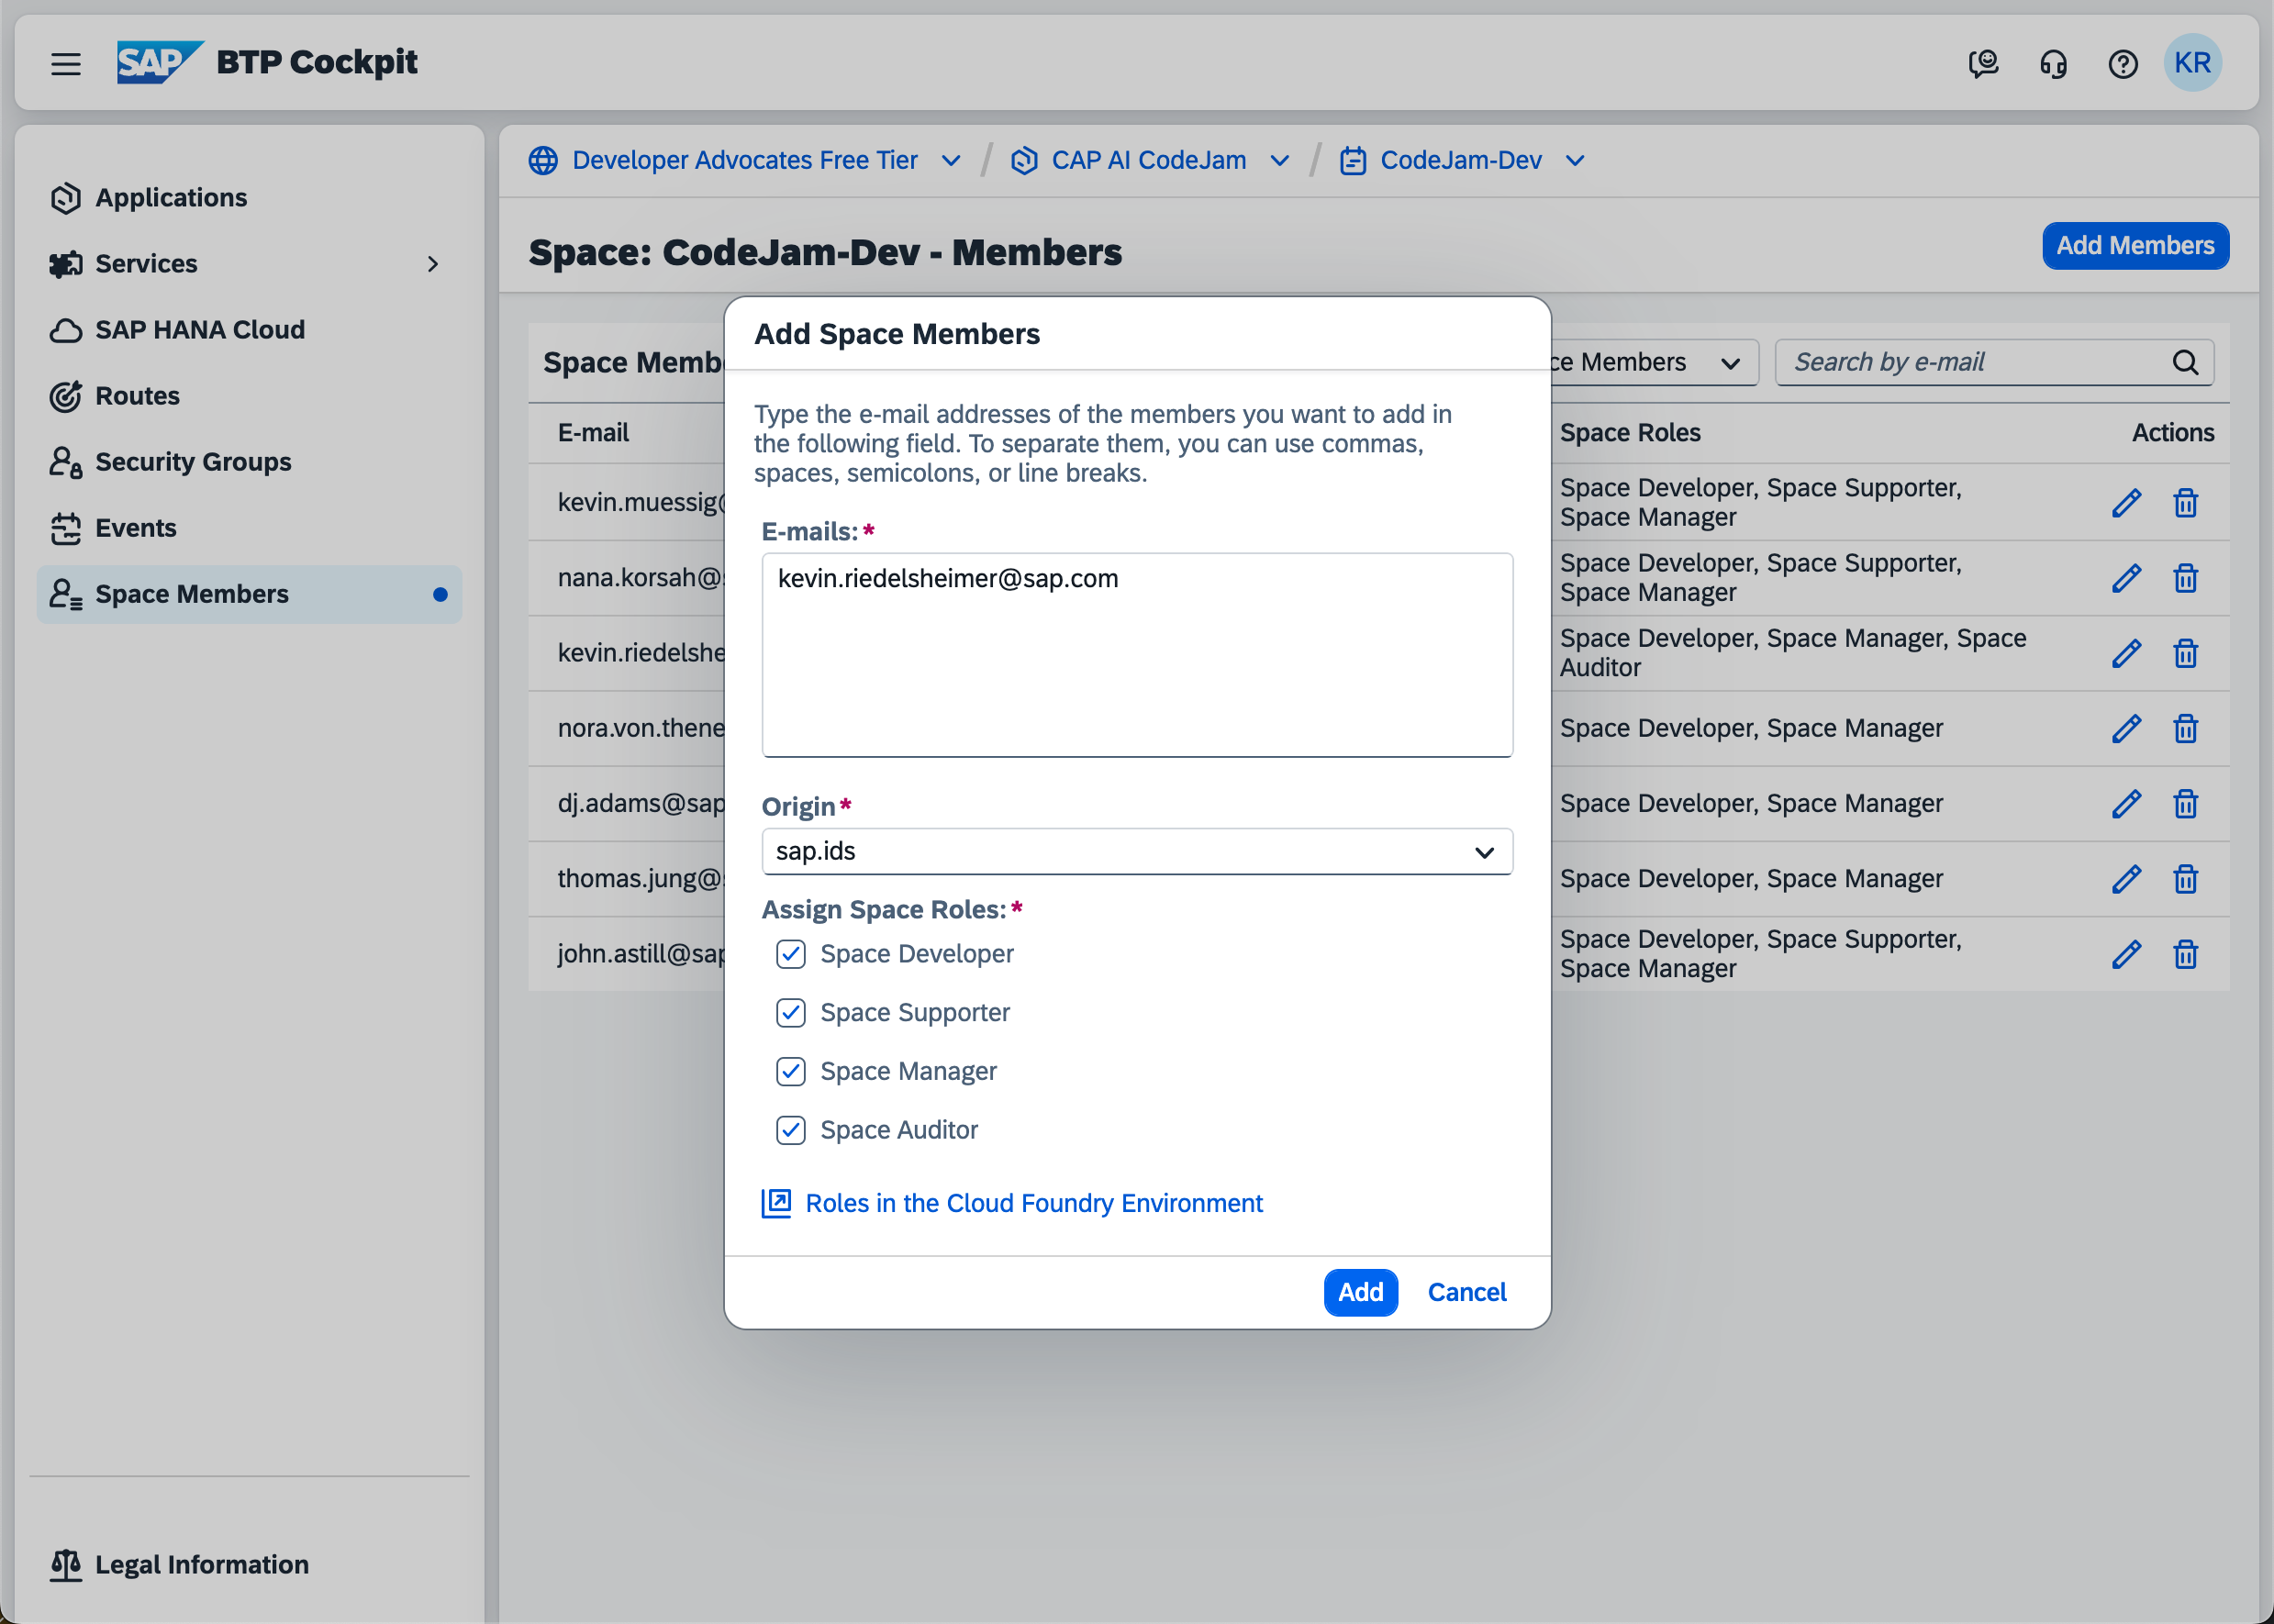 SAP BTP Cockpit
KR
Applications
Services
SAP HANA Cloud
Routes
Security Groups
Events
Space Members
Legal Information
Developer Advocates Free Tier / CAP AI CodeJam / CodeJam-Dev
Space: CodeJam-Dev - Members
Add Members
Space Memb
ce Members
Search by e-mail
E-mail
Space Roles
Actions
kevin.muessig@
Space Developer, Space Supporter,
Space Manager
nana.korsah@s
Space Developer, Space Supporter,
Space Manager
kevin.riedelshe
Space Developer, Space Manager, Space
Auditor
nora.von.thene
Space Developer, Space Manager
dj.adams@sap
Space Developer, Space Manager
thomas.jung@s
Space Developer, Space Manager
john.astill@sap
Space Developer, Space Supporter,
Space Manager
Add Space Members
Type the e-mail addresses of the members you want to add in
the following field. To separate them, you can use commas,
spaces, semicolons, or line breaks.
E-mails:*
kevin.riedelsheimer@sap.com
Origin*
sap.ids
Assign Space Roles:*
Space Developer
Space Supporter
Space Manager
Space Auditor
Roles in the Cloud Foundry Environment
Add
Cancel